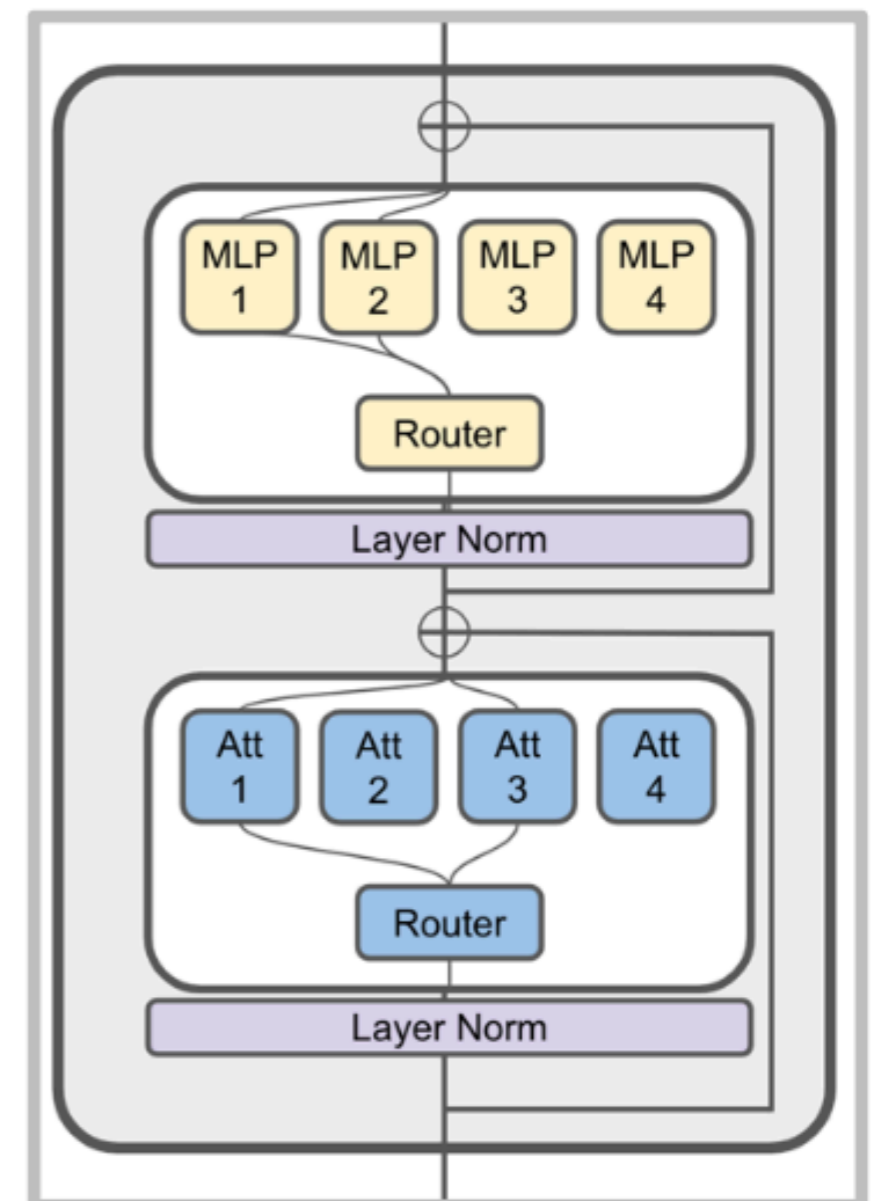 MLP
1
MLP
2
MLP
3
MLP
4
Router
Layer Norm
Att
1
Att
2
Att
3
Att
4
Router
Layer Norm